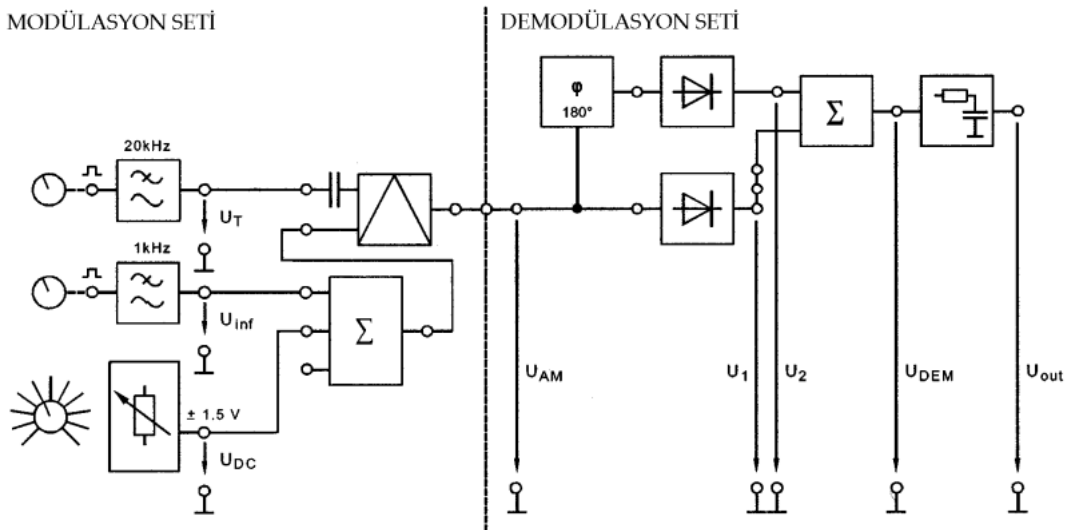 MODÜLASYON SETİ
DEMODÜLASYON SETİ
φ
180°
Σ
20kHz
U_T
1kHz
U_inf
Σ
± 1.5 V
U_DC
U_AM
U_1
U_2
U_DEM
U_out